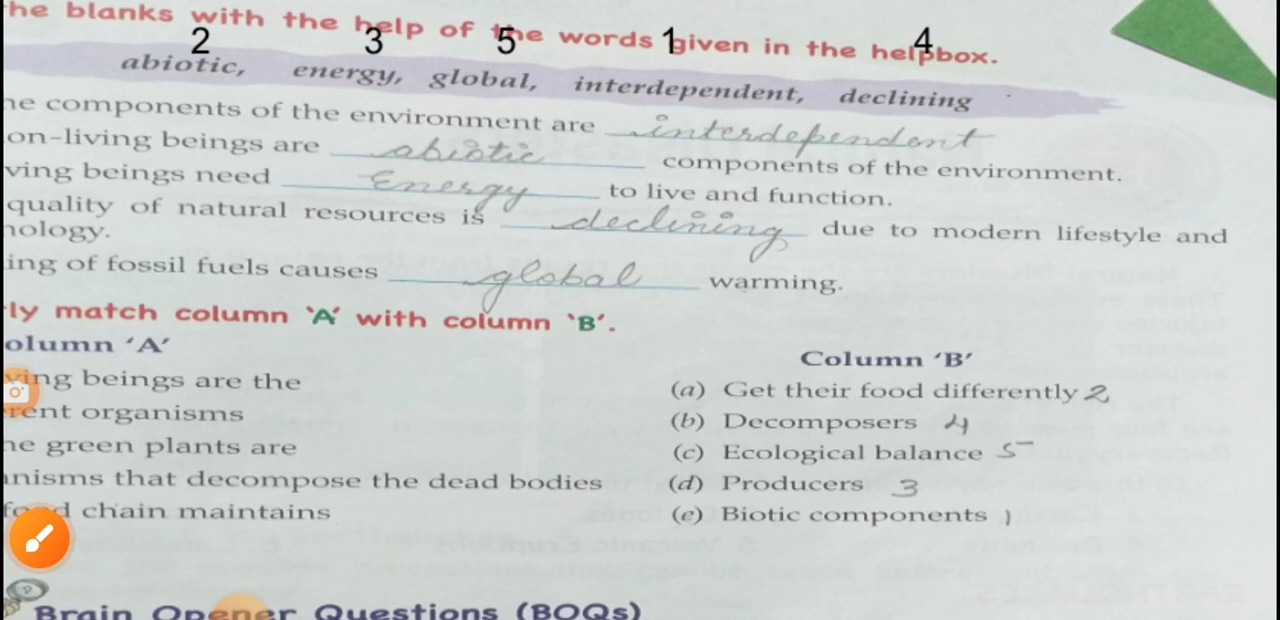 he blanks with the help of the words given in the helpbox.
2 3 5 1 4
abiotic, energy, global, interdependent, declining
he components of the environment are interdependent
on-living beings are abiotic components of the environment.
ving beings need Energy to live and function.
quality of natural resources is declining due to modern lifestyle and
nology.
ing of fossil fuels causes global warming.
ly match column 'A' with column 'B'.
olumn 'A' Column 'B'
ving beings are the (a) Get their food differently 2
rent organisms (b) Decomposers 4
he green plants are (c) Ecological balance 5
anisms that decompose the dead bodies (d) Producers 3
food chain maintains (e) Biotic components 1
Brain Opener Questions (BOQs)